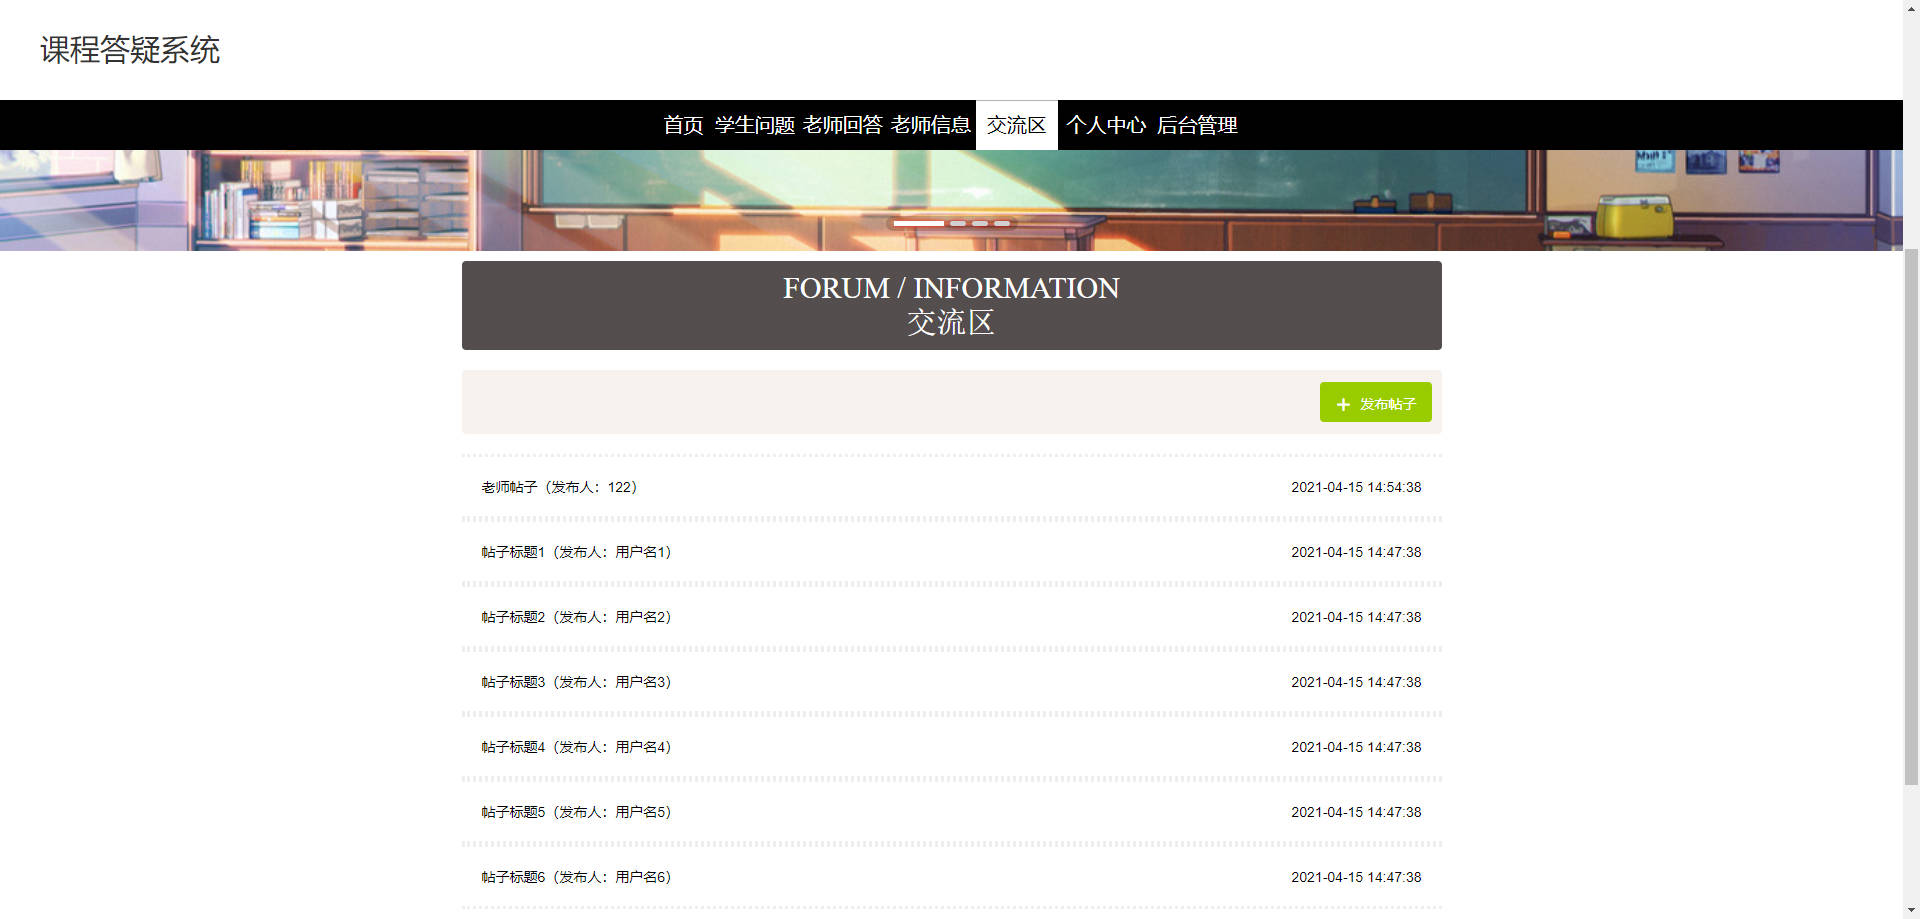 课程答疑系统
首页 学生问题 老师回答 老师信息 交流区 个人中心 后台管理
FORUM / INFORMATION
交流区
+ 发布帖子
老师帖子（发布人：122） 2021-04-15 14:54:38
帖子标题1（发布人：用户名1） 2021-04-15 14:47:38
帖子标题2（发布人：用户名2） 2021-04-15 14:47:38
帖子标题3（发布人：用户名3） 2021-04-15 14:47:38
帖子标题4（发布人：用户名4） 2021-04-15 14:47:38
帖子标题5（发布人：用户名5） 2021-04-15 14:47:38
帖子标题6（发布人：用户名6） 2021-04-15 14:47:38